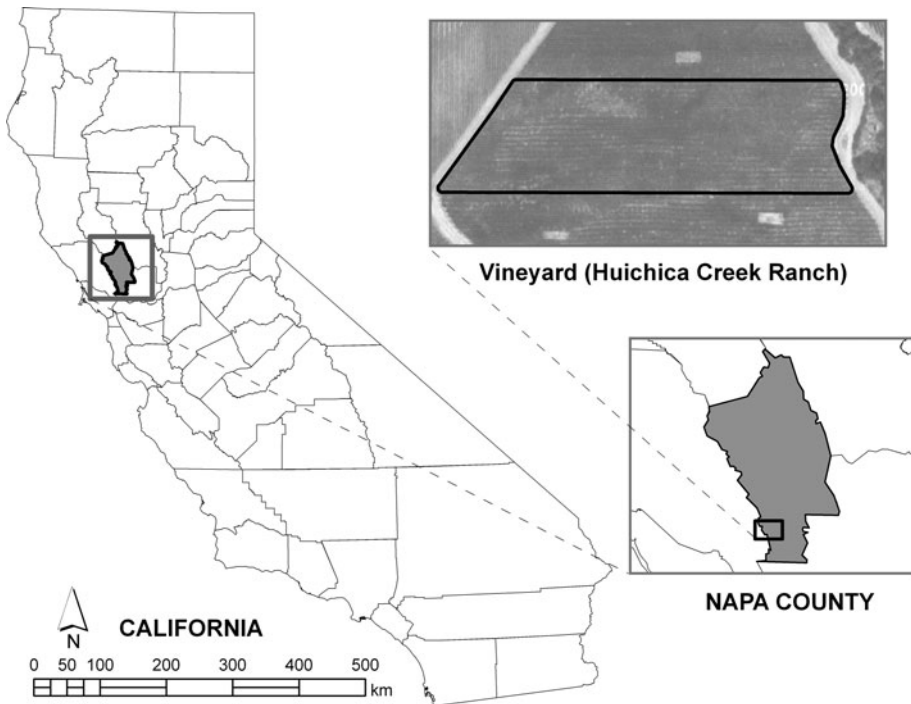 Vineyard (Huichica Creek Ranch)
NAPA COUNTY
N
CALIFORNIA
0 50 100 200 300 400 500
km